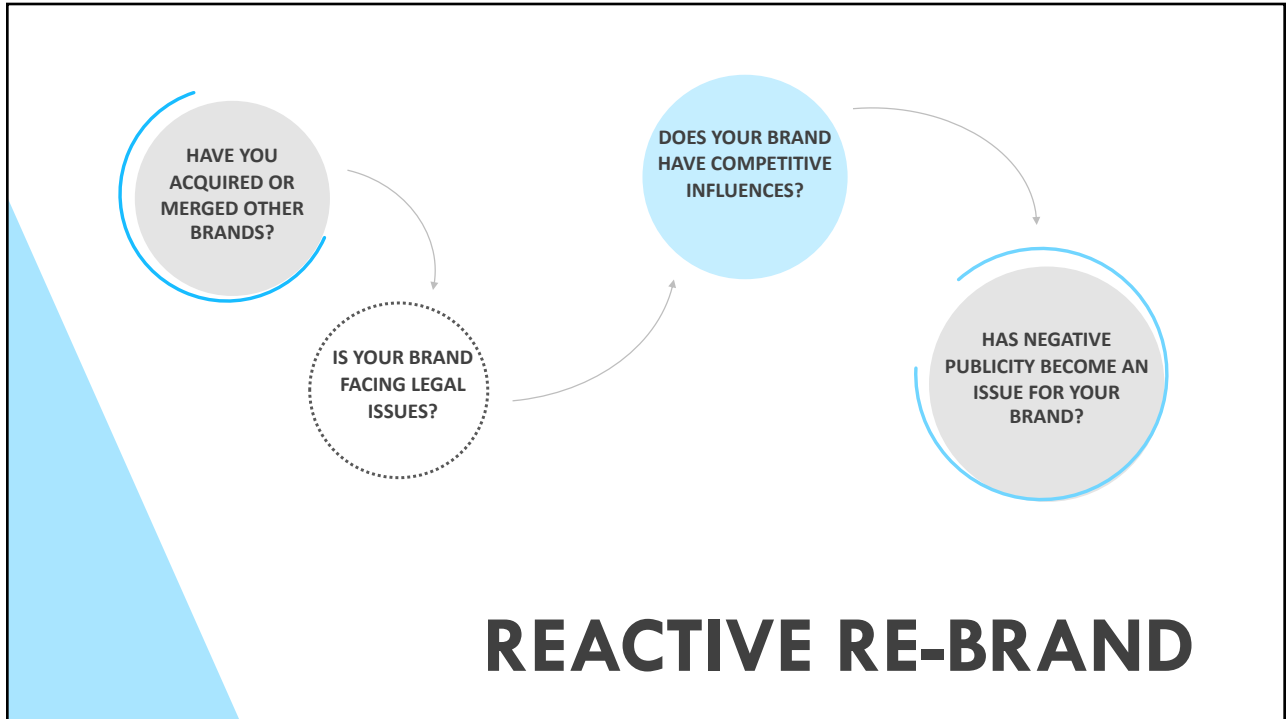 HAVE YOU
ACQUIRED OR
MERGED OTHER
BRANDS?
IS YOUR BRAND
FACING LEGAL
ISSUES?
DOES YOUR BRAND
HAVE COMPETITIVE
INFLUENCES?
HAS NEGATIVE
PUBLICITY BECOME AN
ISSUE FOR YOUR
BRAND?
REACTIVE RE-BRAND